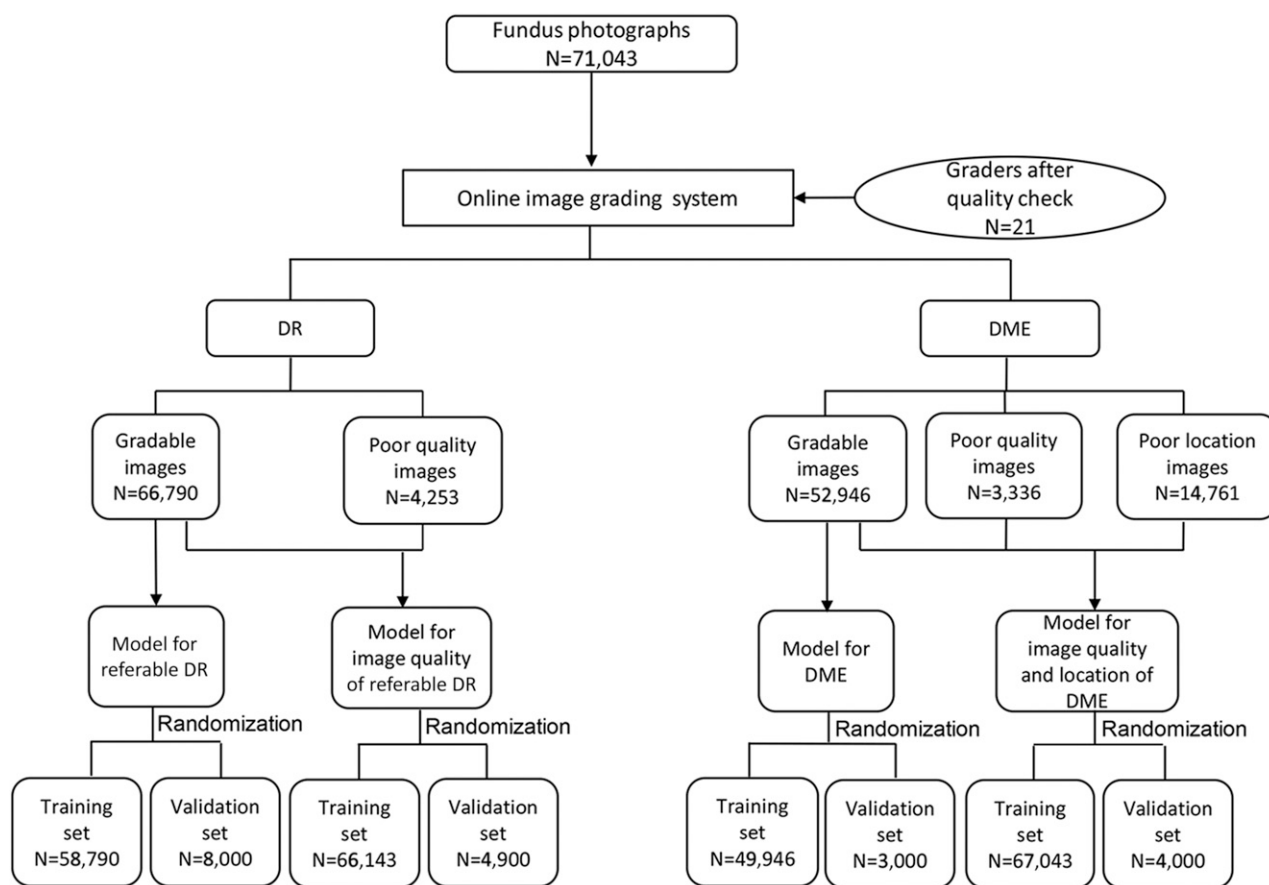 Fundus photographs
N=71,043
Online image grading system
Graders after
quality check
N=21
DR
DME
Gradable
images
N=66,790
Poor quality
images
N=4,253
Gradable
images
N=52,946
Poor quality
images
N=3,336
Poor location
images
N=14,761
Model for
referable DR
Model for
image quality
of referable DR
Model for
DME
Model for
image quality
and location of
DME
Randomization
Randomization
Randomization
Randomization
Training
set
N=58,790
Validation
set
N=8,000
Training
set
N=66,143
Validation
set
N=4,900
Training
set
N=49,946
Validation
set
N=3,000
Training
set
N=67,043
Validation
set
N=4,000